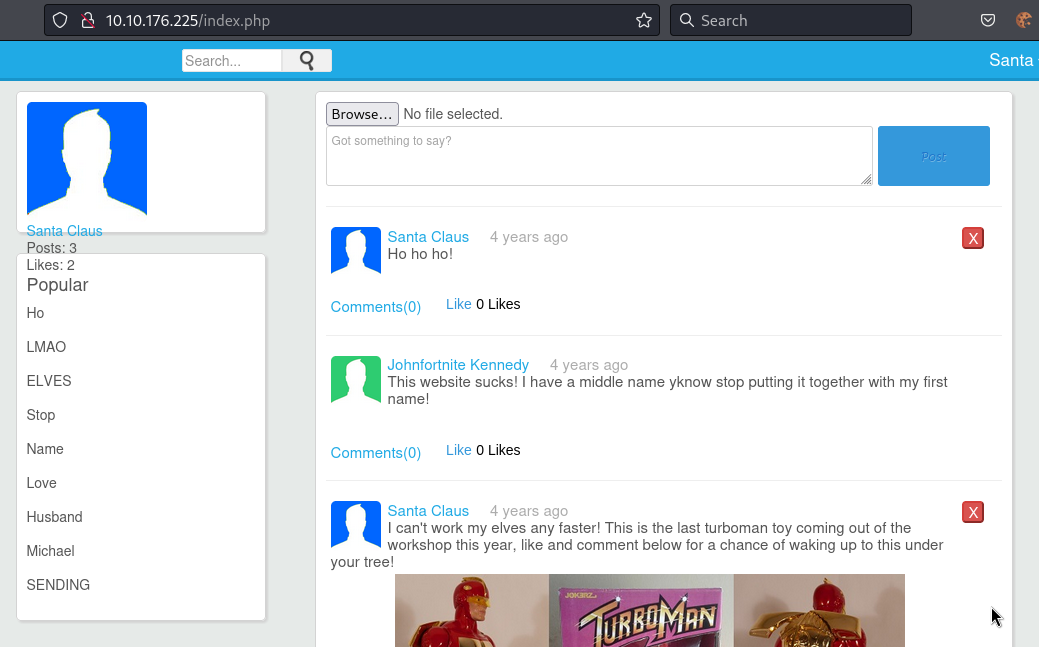 10.10.176.225/index.php
Search
Search...
Santa
Santa Claus
Posts: 3
Likes: 2
Popular
Ho
LMAO
ELVES
Stop
Name
Love
Husband
Michael
SENDING
Browse... No file selected.
Got something to say?
Post
Santa Claus 4 years ago
X
Ho ho ho!
Comments(0) Like 0 Likes
Johnfortnite Kennedy 4 years ago
This website sucks! I have a middle name yknow stop putting it together with my first
name!
Comments(0) Like 0 Likes
Santa Claus 4 years ago
X
I can't work my elves any faster! This is the last turboman toy coming out of the
workshop this year, like and comment below for a chance of waking up to this under
your tree!
JOKERZ
TURBOMAN